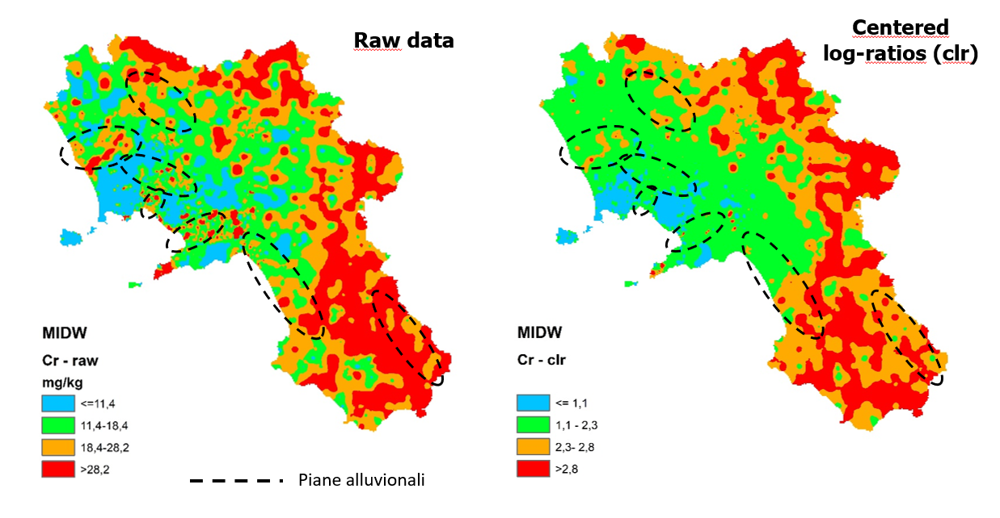 Raw data
Centered
log-ratios (clr)
MIDW
Cr - raw
mg/kg
<=11,4
11,4-18,4
18,4-28,2
>28,2
MIDW
Cr - clr
<= 1,1
1,1 - 2,3
2,3- 2,8
>2,8
Piane alluvionali